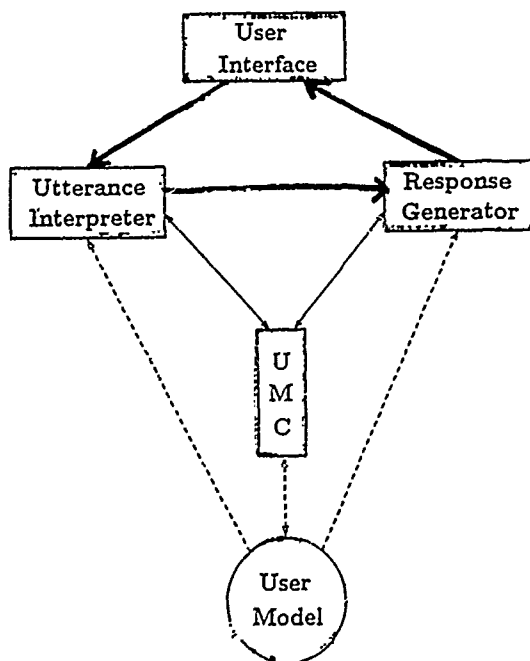 User
Interface
Utterance
Interpreter
Response
Generator
U
M
C
User
Model